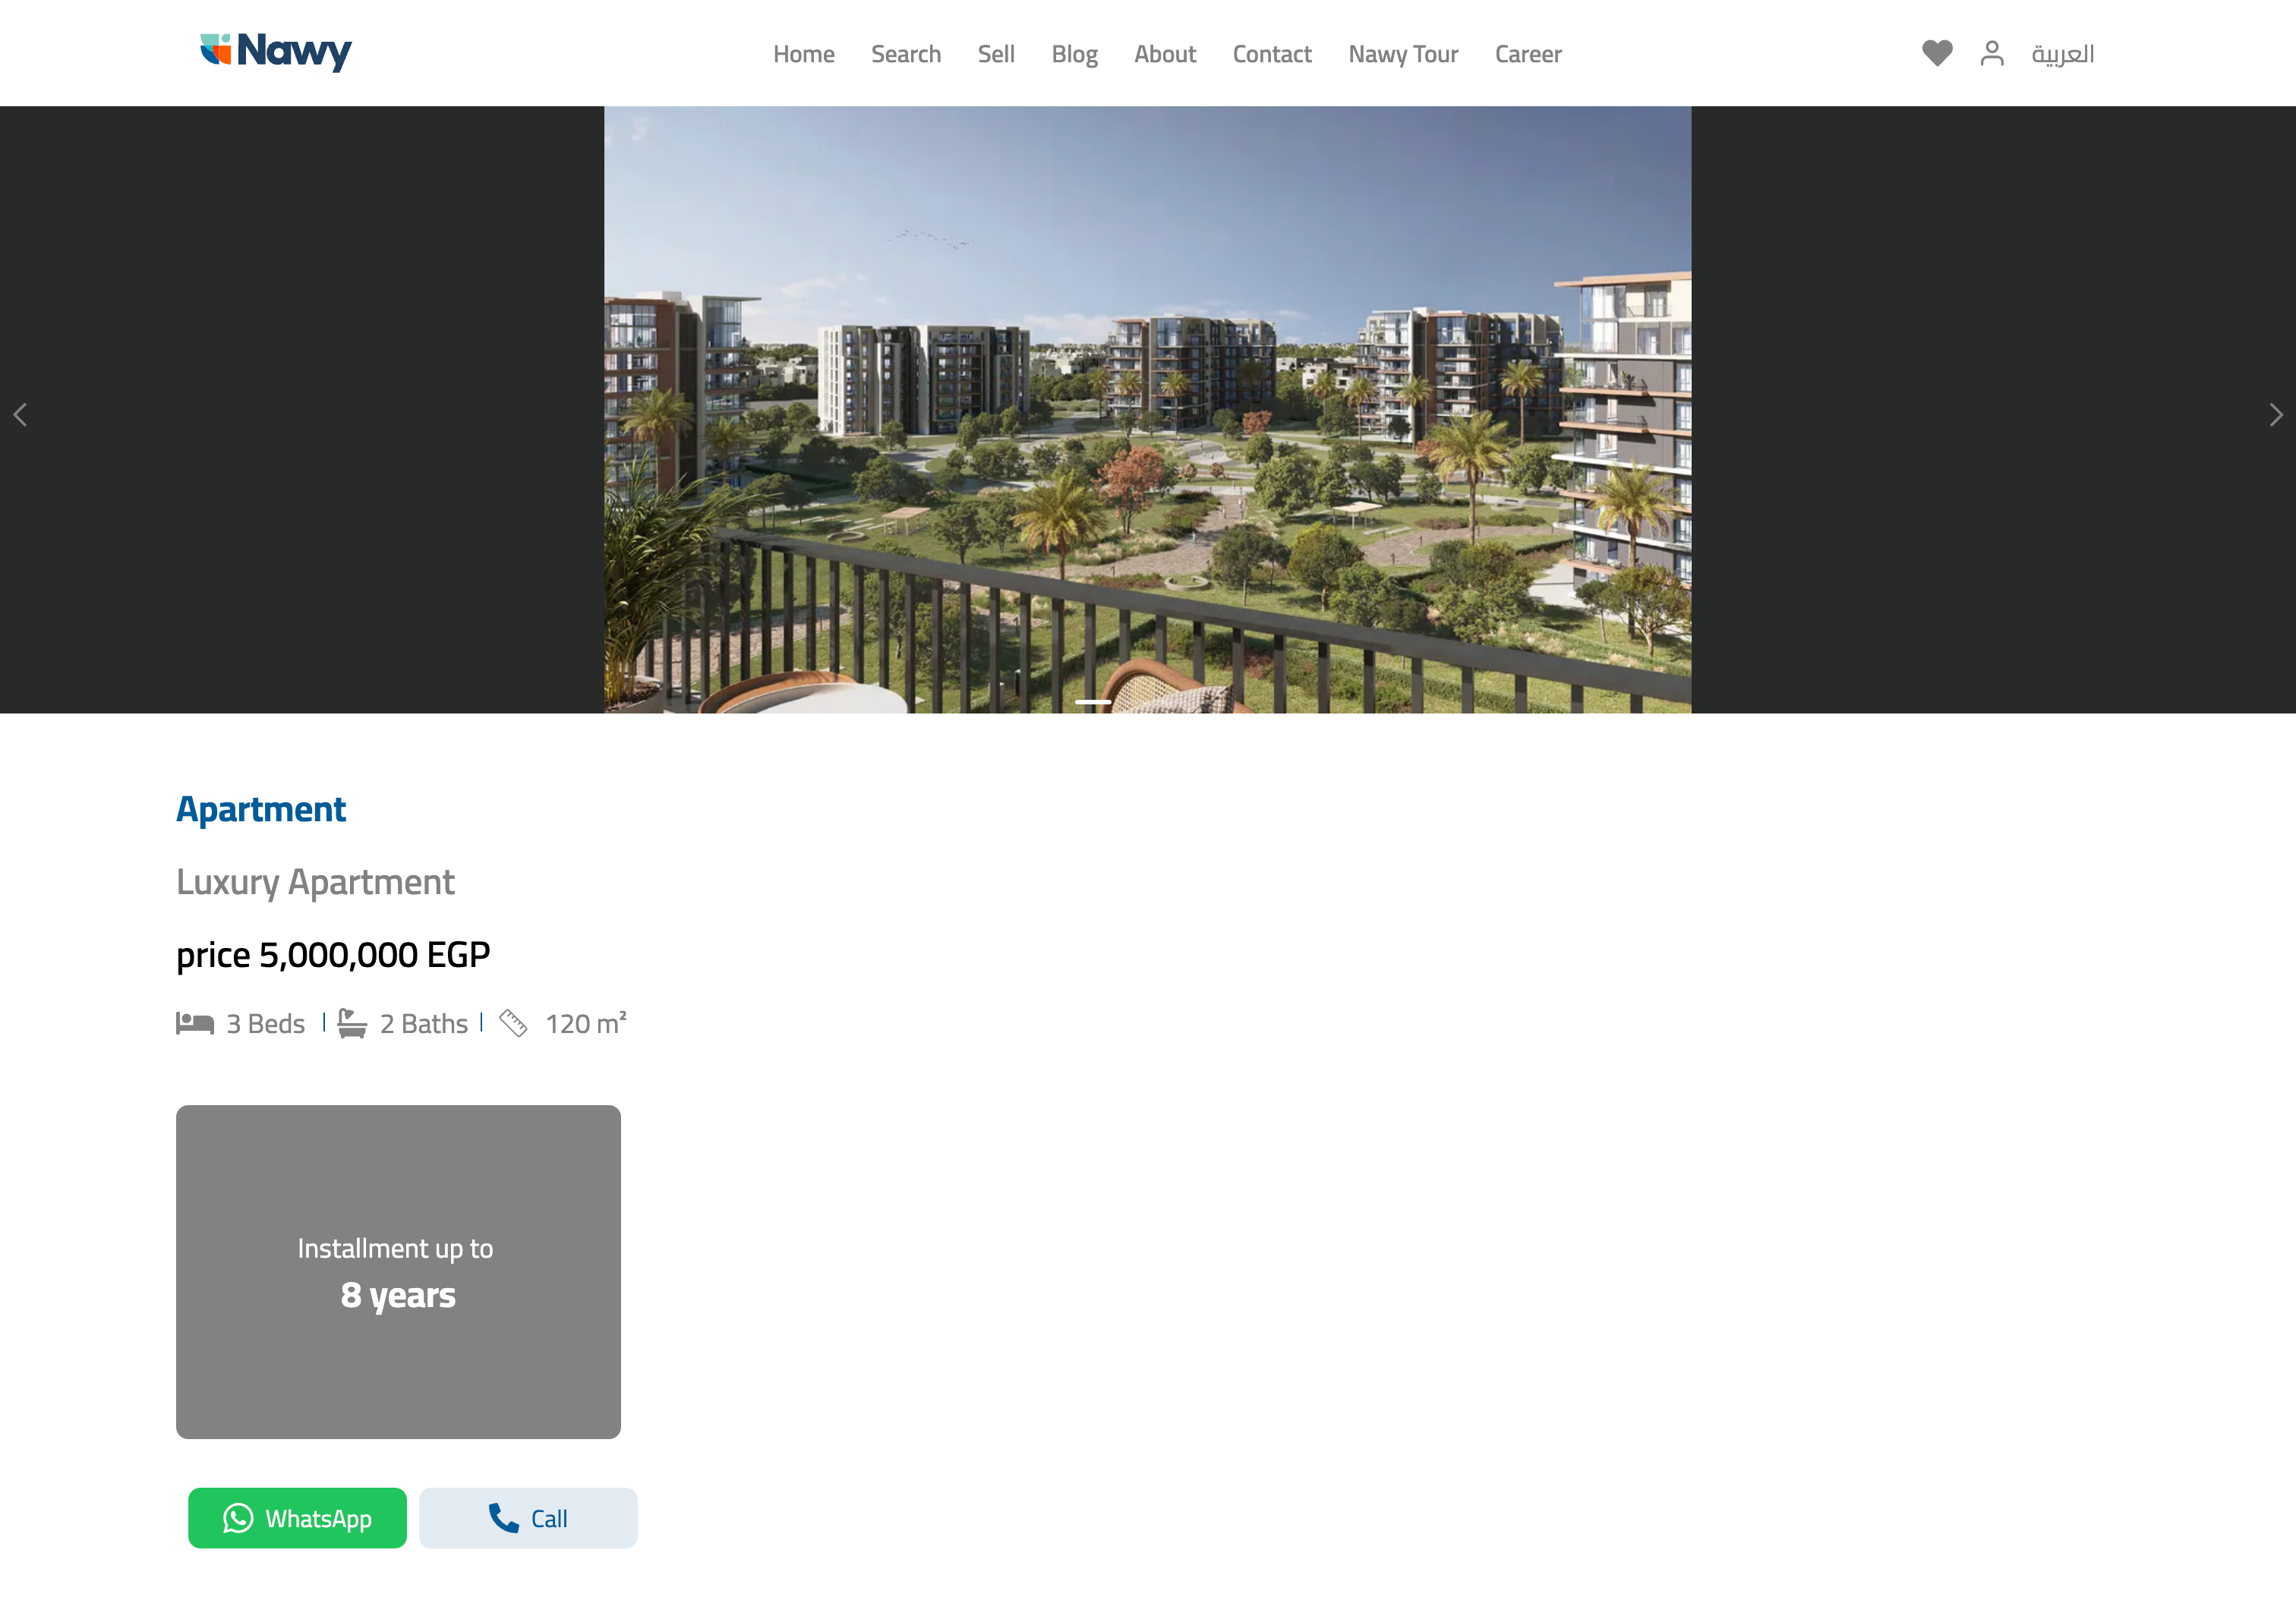 Nawy
Home Search Sell Blog About Contact Nawy Tour Career
العربية
Apartment
Luxury Apartment
price 5,000,000 EGP
3 Beds 2 Baths 120 m²
Installment up to
8 years
WhatsApp Call